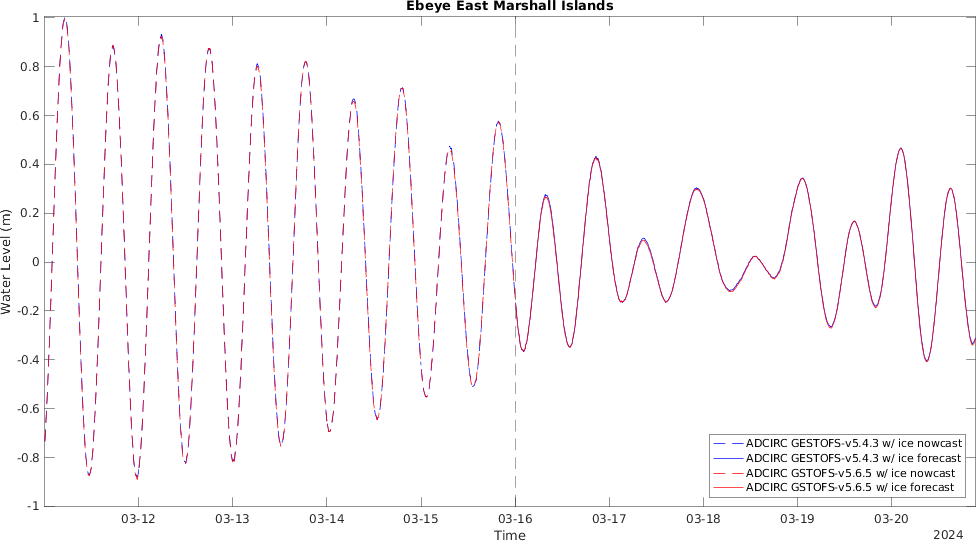 Ebeye East Marshall Islands
1
0.8
0.6
0.4
0.2
0
-0.2
-0.4
-0.6
-0.8
-1
Water Level (m)
03-12 03-13 03-14 03-15 03-16 03-17 03-18 03-19 03-20
Time
2024
ADCIRC GESTOFS-v5.4.3 w/ ice nowcast
ADCIRC GESTOFS-v5.4.3 w/ ice forecast
ADCIRC GSTOFS-v5.6.5 w/ ice nowcast
ADCIRC GSTOFS-v5.6.5 w/ ice forecast